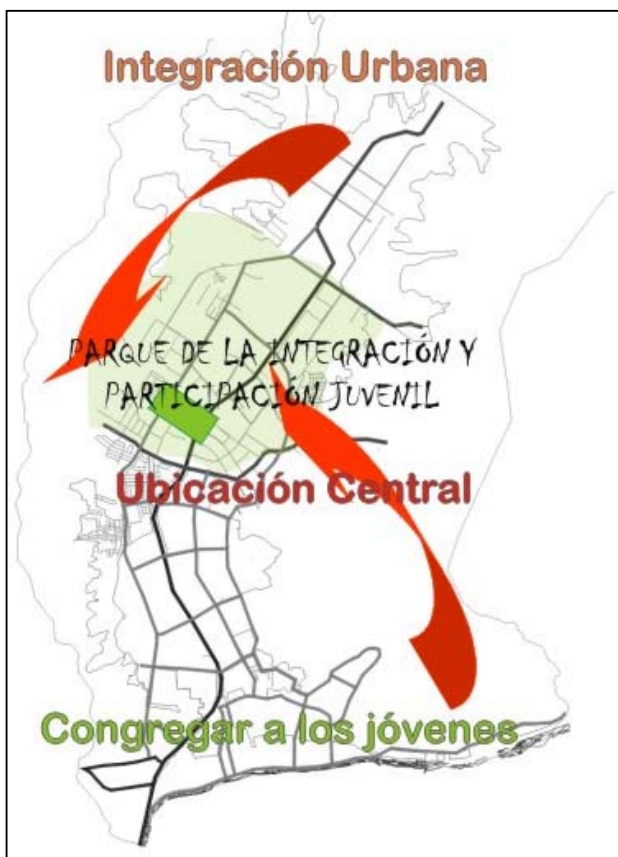 Integración Urbana
PARQUE DE LA INTEGRACIÓN Y
PARTICIPACIÓN JUVENIL
Ubicación Central
Congregar a los jóvenes